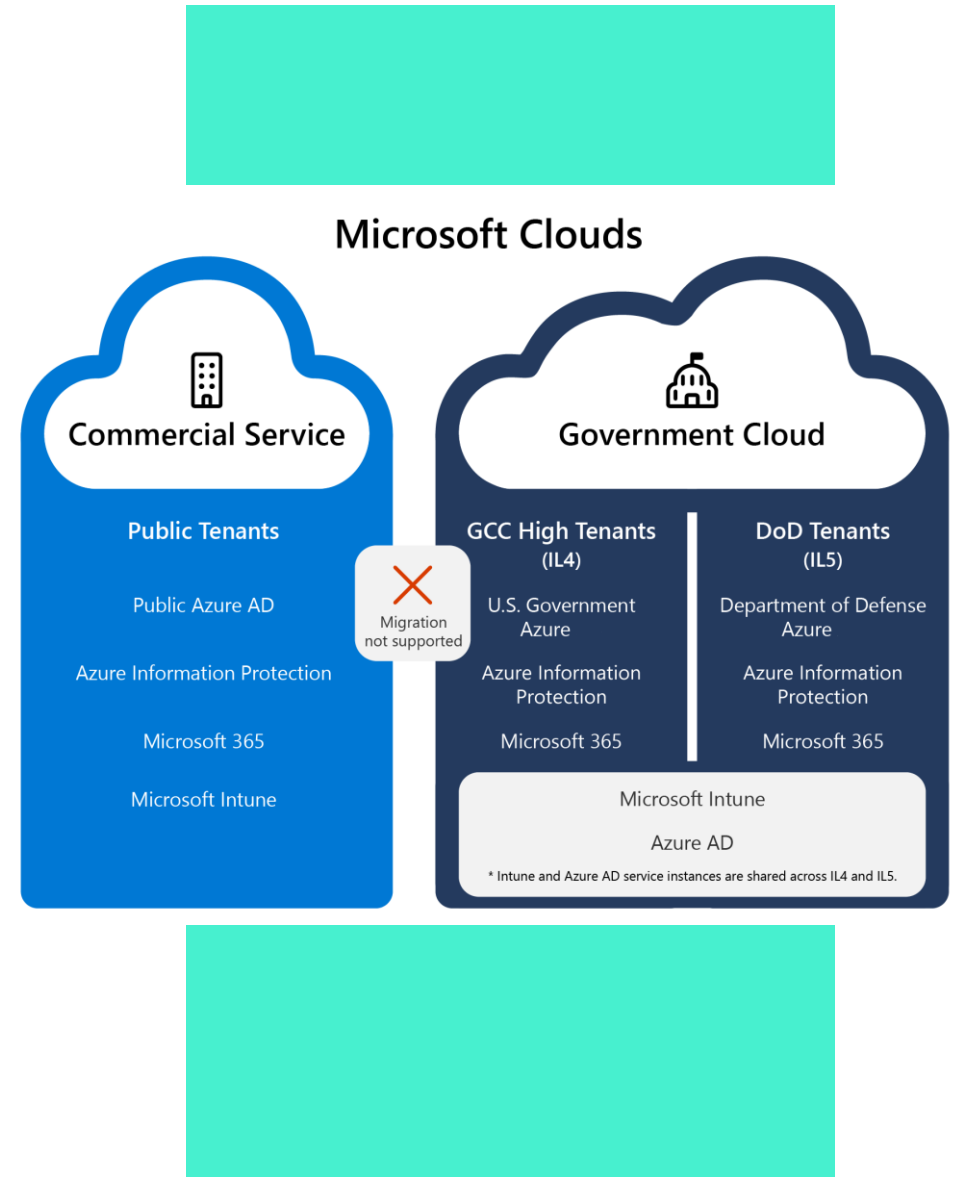 Microsoft Clouds
Commercial Service
Public Tenants
Public Azure AD
Azure Information Protection
Microsoft 365
Microsoft Intune
Migration
not supported
Government Cloud
GCC High Tenants
(IL4)
U.S. Government
Azure
Azure Information
Protection
Microsoft 365
DoD Tenants
(IL5)
Department of Defense
Azure
Azure Information
Protection
Microsoft 365
Microsoft Intune
Azure AD
* Intune and Azure AD service instances are shared across IL4 and IL5.